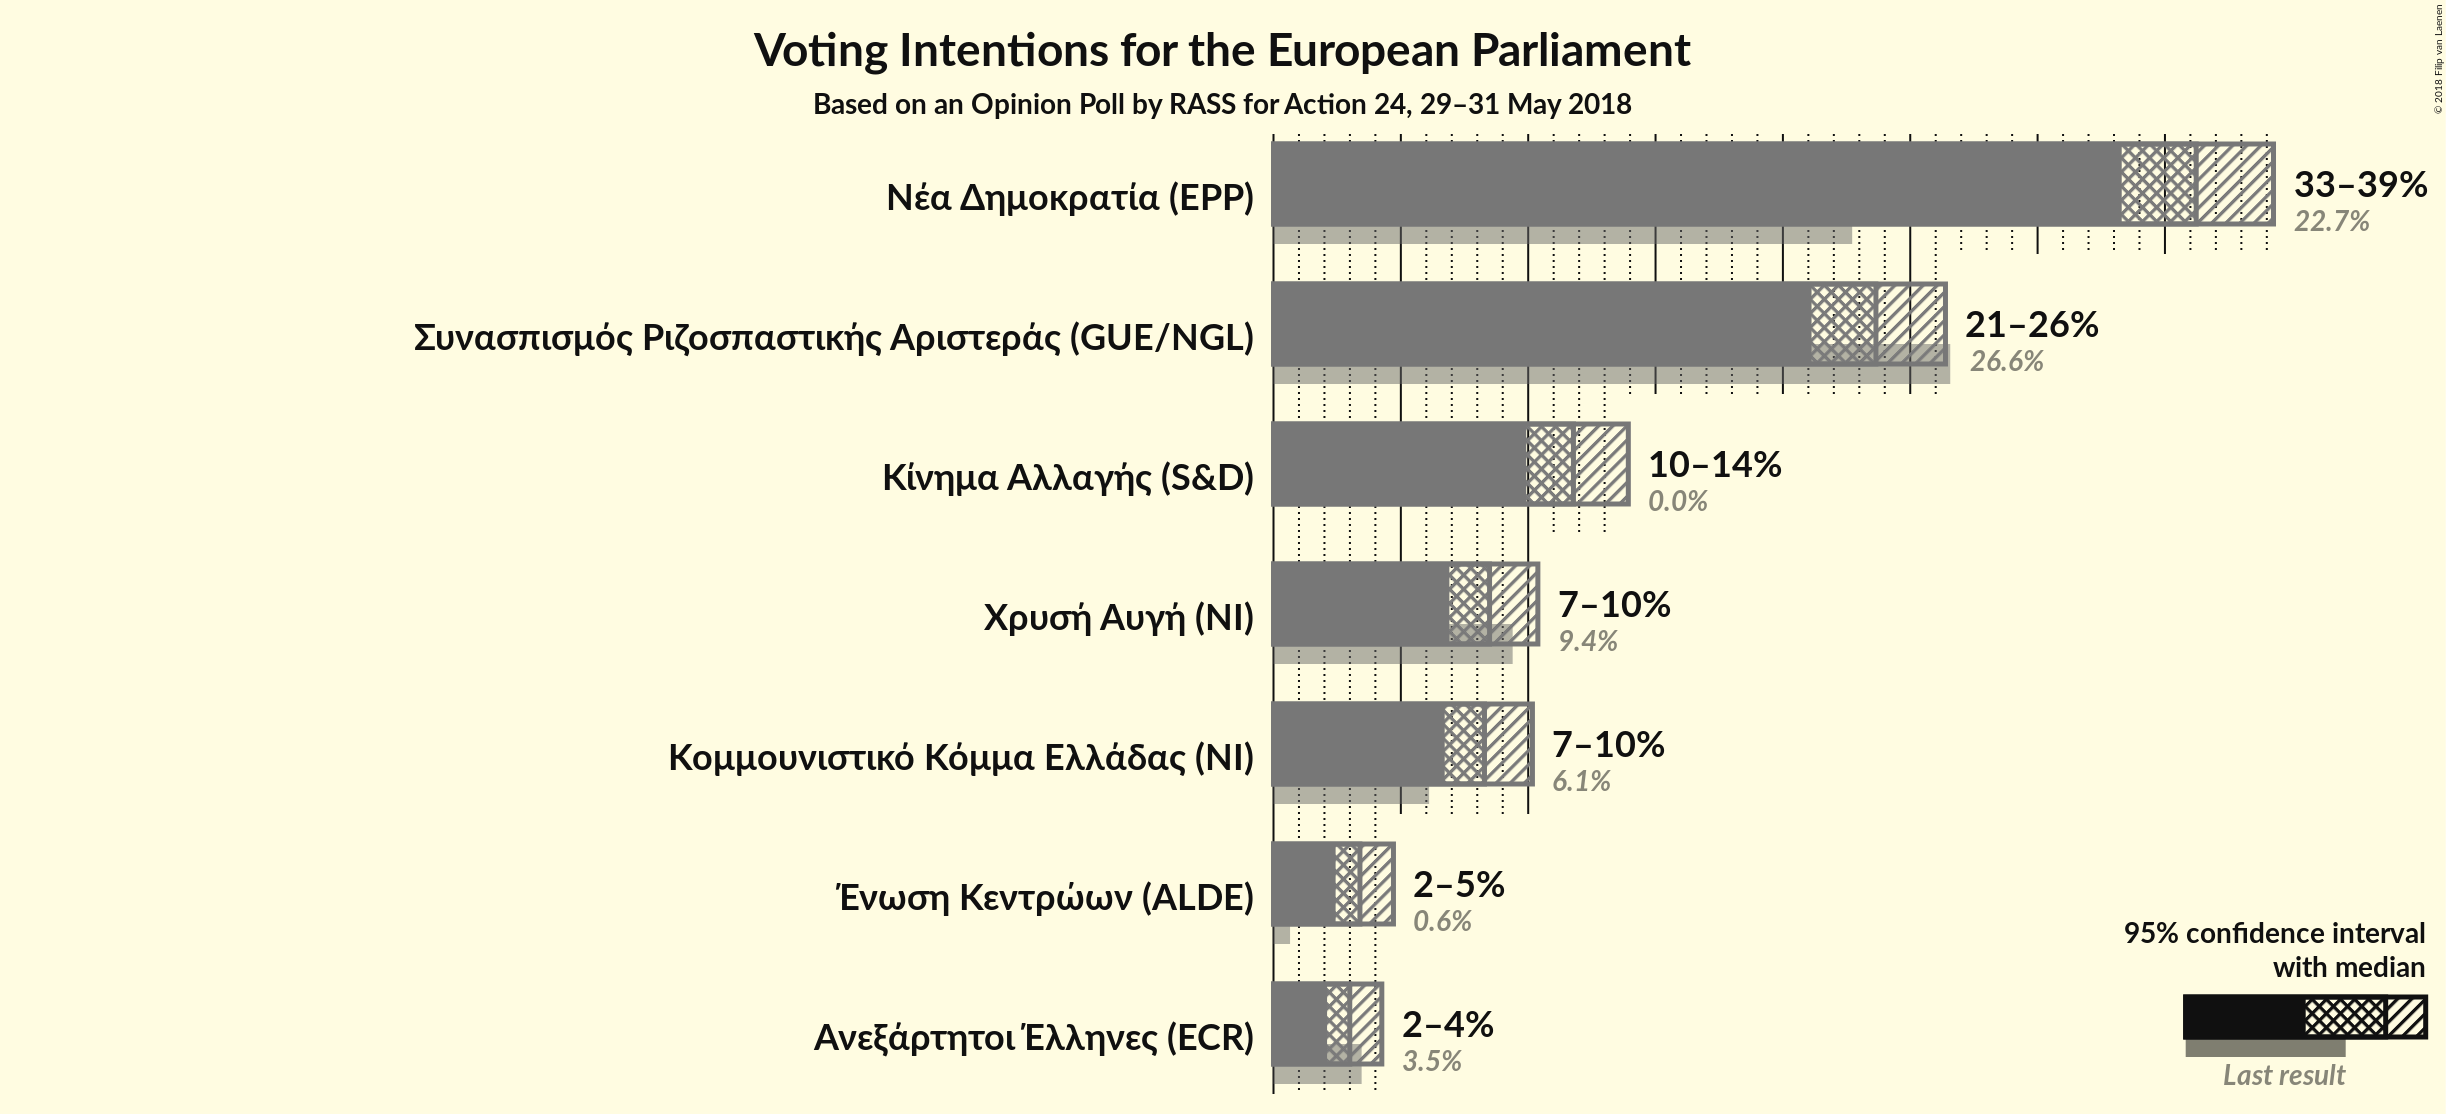 Voting Intentions for the European Parliament
Based on an Opinion Poll by RASS for Action 24, 29–31 May 2018
© 2018 Filip van Laenen
Νέα Δημοκρατία (EPP)
33–39%
22.7%
Συνασπισμός Ριζοσπαστικής Αριστεράς (GUE/NGL)
21–26%
26.6%
Κίνημα Αλλαγής (S&D)
10–14%
0.0%
Χρυσή Αυγή (NI)
7–10%
9.4%
Κομμουνιστικό Κόμμα Ελλάδας (NI)
7–10%
6.1%
Ένωση Κεντρώων (ALDE)
2–5%
0.6%
Ανεξάρτητοι Έλληνες (ECR)
2–4%
3.5%
95% confidence interval
with median
Last result